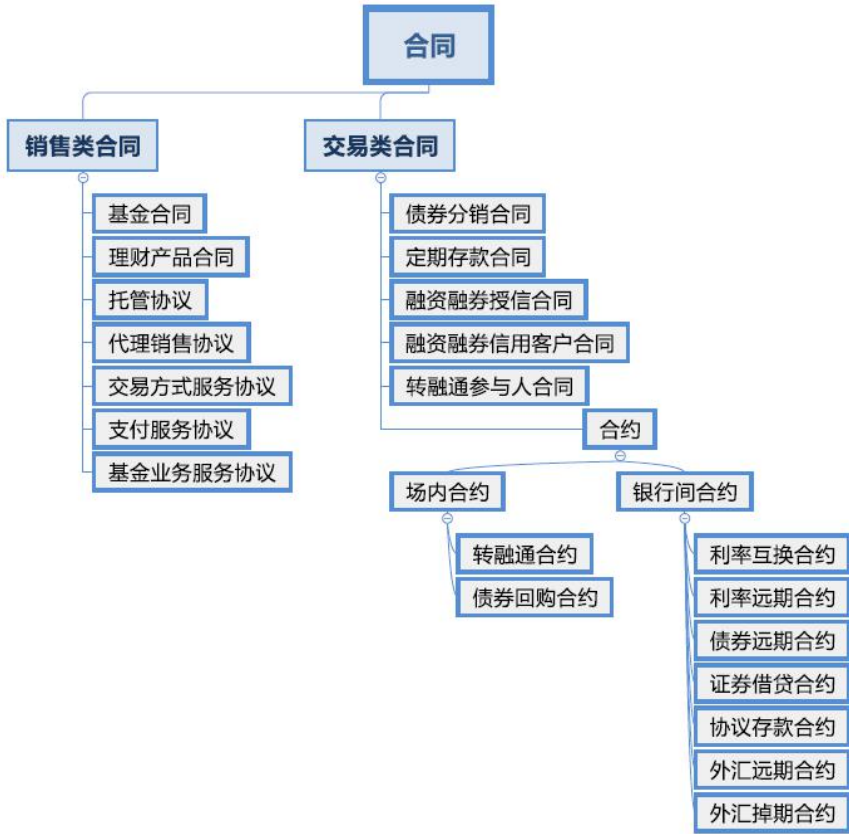 合同
销售类合同
交易类合同
基金合同
理财产品合同
托管协议
代理销售协议
交易方式服务协议
支付服务协议
基金业务服务协议
债券分销合同
定期存款合同
融资融券授信合同
融资融券信用客户合同
转融通参与人合同
合约
场内合约
银行间合约
转融通合约
债券回购合约
利率互换合约
利率远期合约
债券远期合约
证券借贷合约
协议存款合约
外汇远期合约
外汇掉期合约